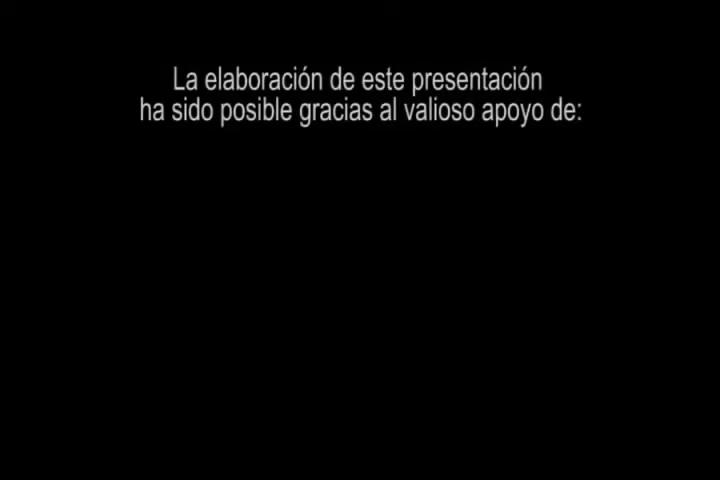 La elaboración de este presentación
ha sido posible gracias al valioso apoyo de: